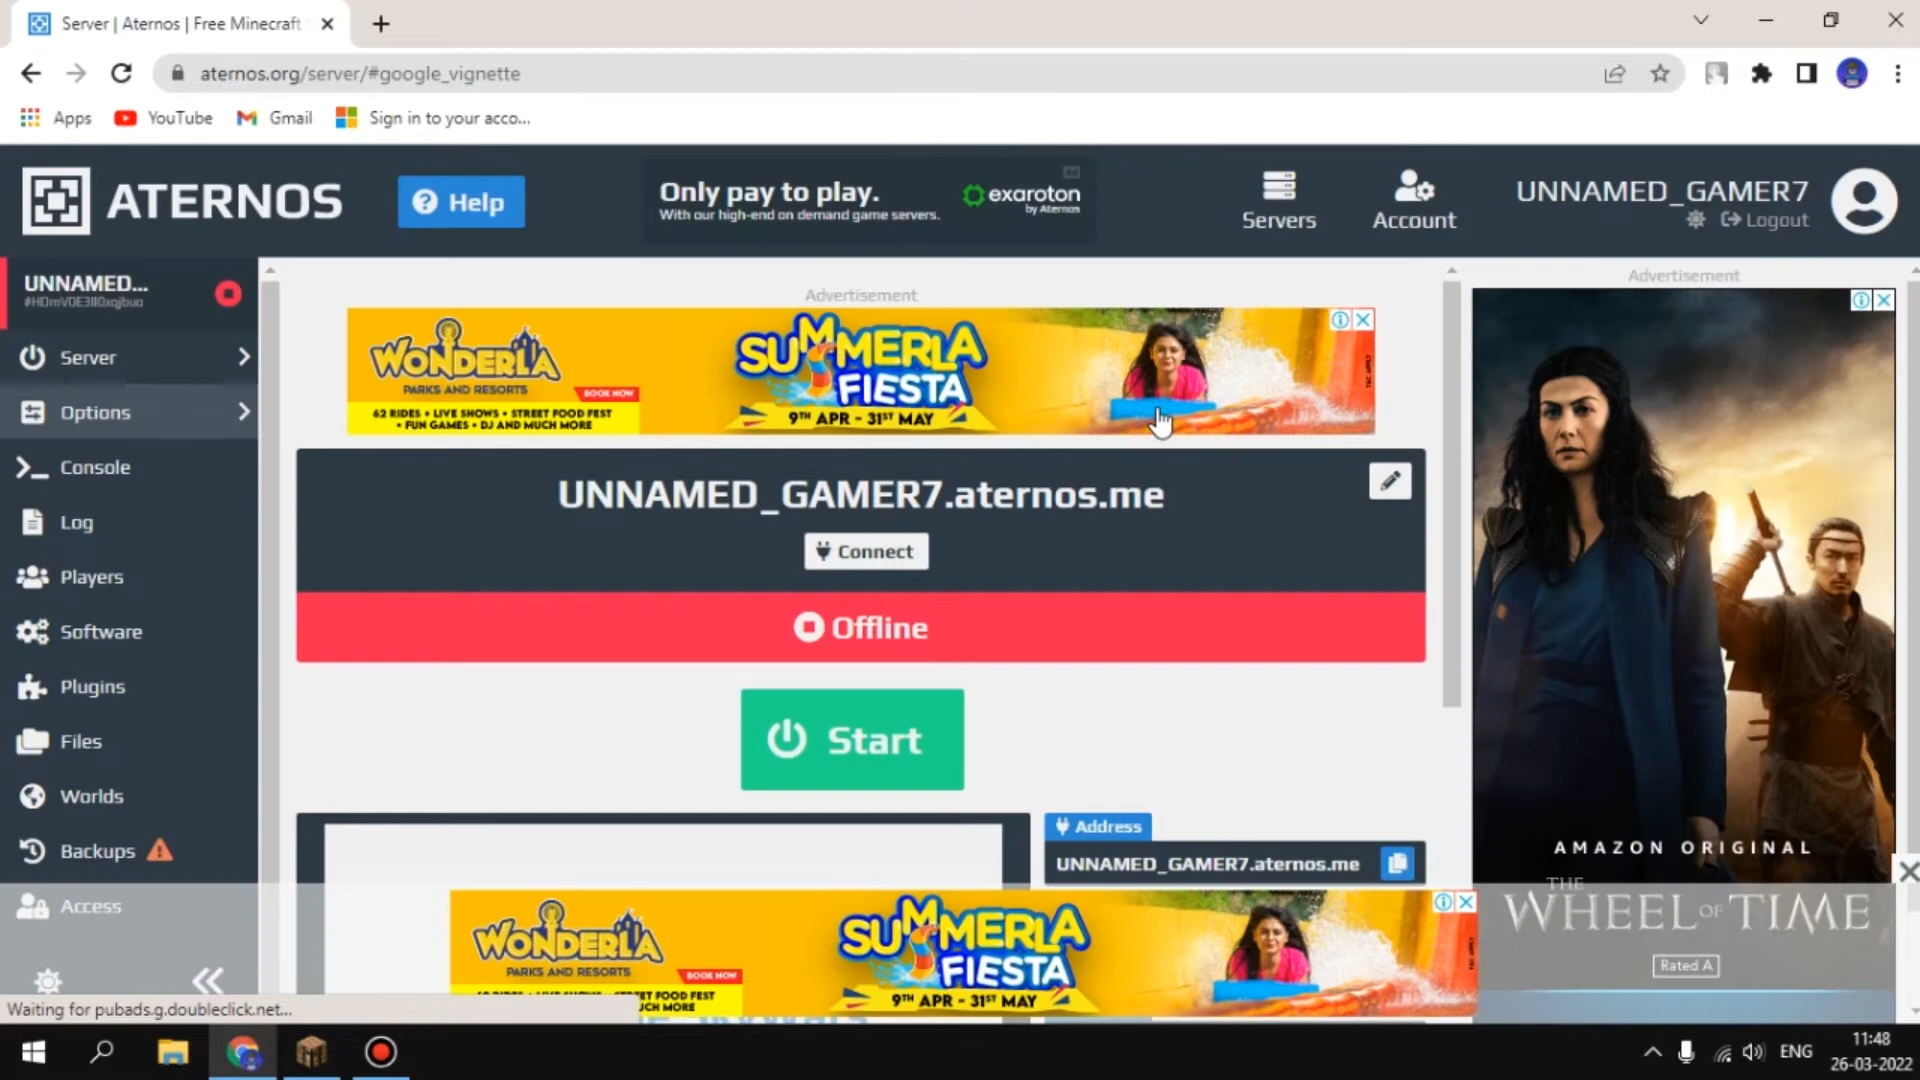 Server | Aternos | Free Minecraft
aternos.org/server/#google_vignette
Apps
YouTube
Gmail
Sign in to your acco...
ATERNOS
Help
Only pay to play.
With our high-end on demand game servers.
Ad
exaroton
by Aternos
Servers
Account
UNNAMED_GAMER7
Logout
UNNAMED...
Server
Options
Console
Log
Players
Software
Plugins
Files
Worlds
Backups
Access
Advertisement
WONDERLA
PARKS AND RESORTS
BOOK NOW
62 RIDES • LIVE SHOWS • STREET FOOD FEST
• FUN GAMES • DJ AND MUCH MORE
SUMMERLA
FIESTA
9TH APR - 31ST MAY
T&C APPLY
UNNAMED_GAMER7.aternos.me
Connect
Offline
Start
Address
UNNAMED_GAMER7.aternos.me
WONDERLA
PARKS AND RESORTS
BOOK NOW
SUMMERLA
FIESTA
9TH APR - 31ST MAY
Advertisement
AMAZON ORIGINAL
THE
WHEEL OF TIME
Rated A
Waiting for pubads.g.doubleclick.net...
ENG
11:48
26-03-2022